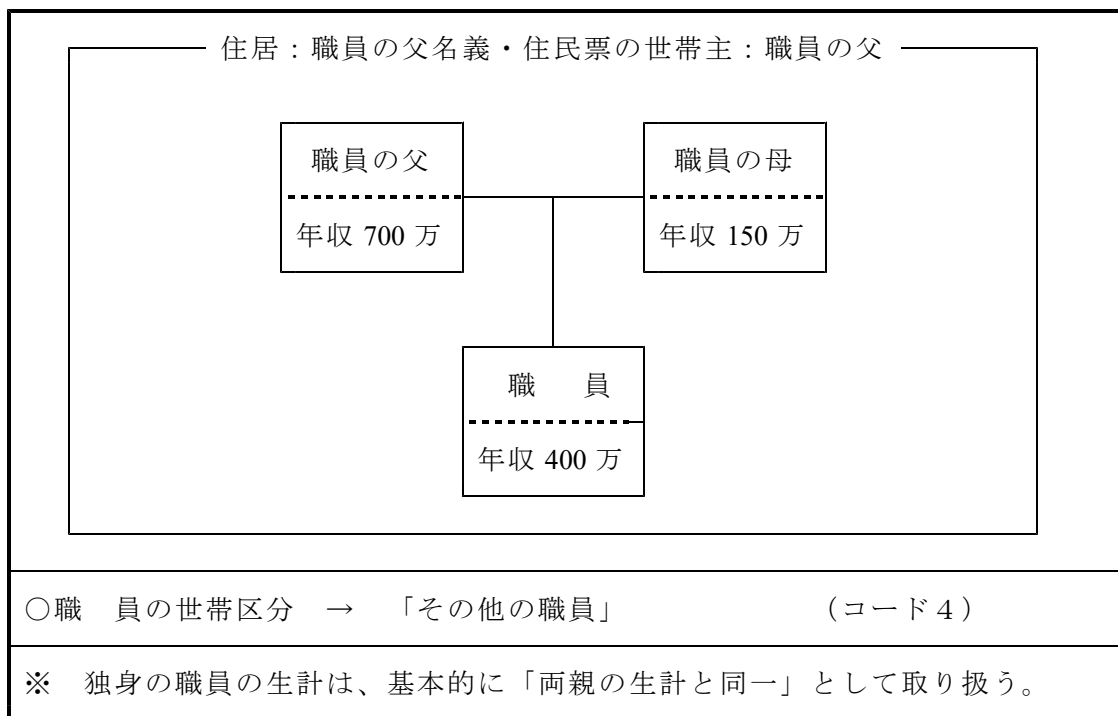 住居：職員の父名義・住民票の世帯主：職員の父
職員の父
年収 700 万
職員の母
年収 150 万
職　員
年収 400 万
○職　員の世帯区分　→　「その他の職員」　（コード４）
※　独身の職員の生計は、基本的に「両親の生計と同一」として取り扱う。